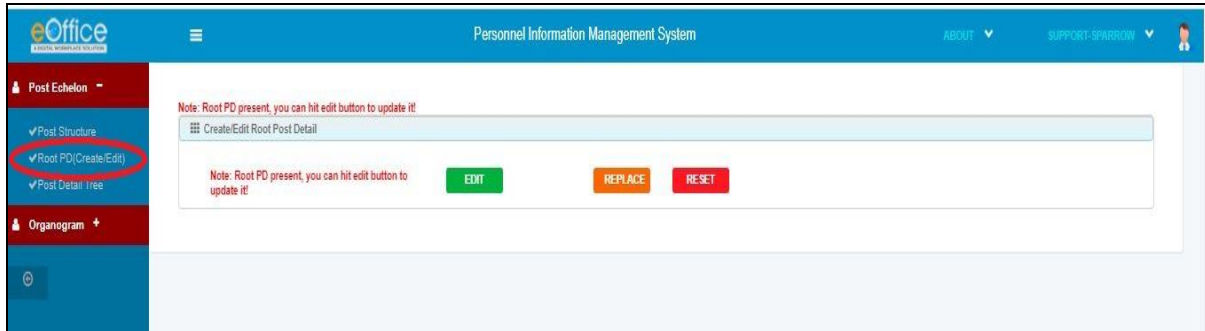 eOffice
A DIGITAL WORKPLACE SOLUTION
Personnel Information Management System
ABOUT
SUPPORT-SPARROW
Post Echelon -
✔Post Structure
✔Root PD(Create/Edit)
✔Post Detail Tree
Organogram +
Note: Root PD present, you can hit edit button to update it!
Create/Edit Root Post Detail
Note: Root PD present, you can hit edit button to
update it!
EDIT
REPLACE
RESET